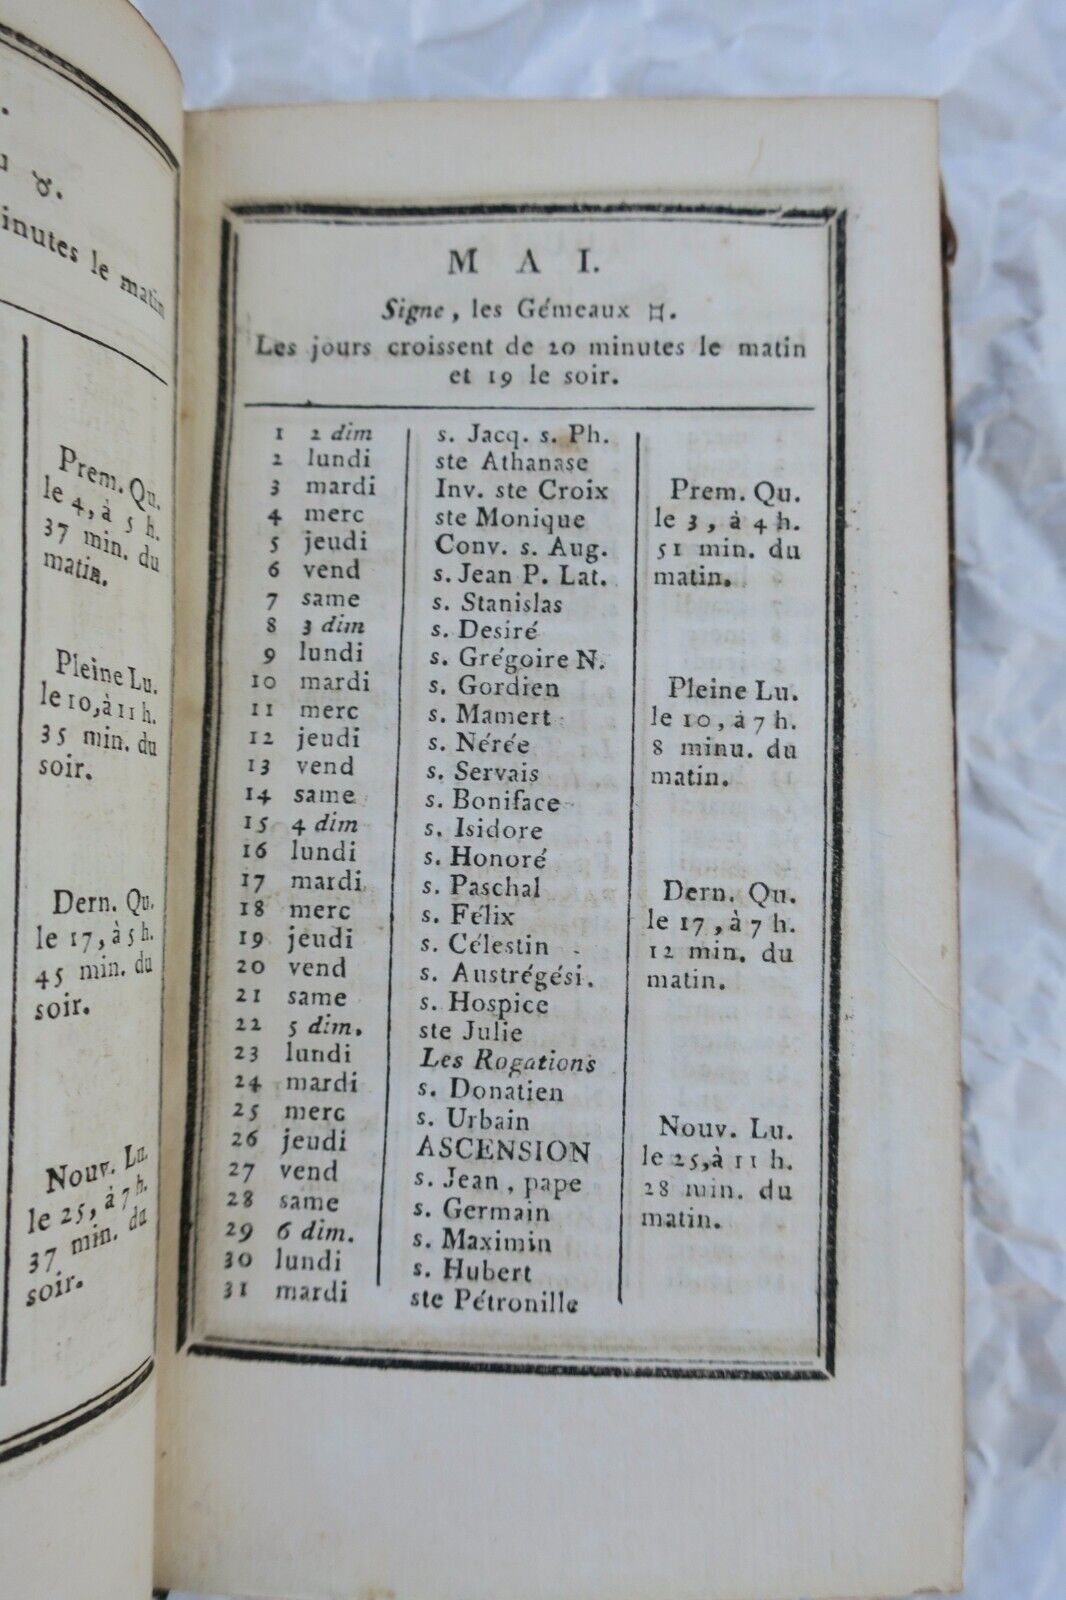 & ♉.
inutes le matin
Prem. Qu.
le 4, à 5 h.
37 min. du
matin.
Pleine Lu.
le 10, à 11 h.
35 min. du
soir.
Dern. Qu.
le 17, à 5 h.
45 min. du
soir.
Nouv. Lu.
le 25, à 7 h.
37 min. du
soir.
M A I.
Signe, les Gémeaux ♊.
Les jours croissent de 20 minutes le matin
et 19 le soir.
1 2 dim s. Jacq. s. Ph.
2 lundi ste Athanase
3 mardi Inv. ste Croix
4 merc ste Monique
5 jeudi Conv. s. Aug.
6 vend s. Jean P. Lat.
7 same s. Stanislas
8 3 dim s. Desiré
9 lundi s. Grégoire N.
10 mardi s. Gordien
11 merc s. Mamert
12 jeudi s. Nérée
13 vend s. Servais
14 same s. Boniface
15 4 dim s. Isidore
16 lundi s. Honoré
17 mardi s. Paschal
18 merc s. Félix
19 jeudi s. Célestin
20 vend s. Austrégési.
21 same s. Hospice
22 5 dim. ste Julie
23 lundi Les Rogations
24 mardi s. Donatien
25 merc s. Urbain
26 jeudi ASCENSION
27 vend s. Jean, pape
28 same s. Germain
29 6 dim. s. Maximin
30 lundi s. Hubert
31 mardi ste Pétronille
Prem. Qu.
le 3, à 4 h.
51 min. du
matin.
Pleine Lu.
le 10, à 7 h.
8 minu. du
matin.
Dern. Qu.
le 17, à 7 h.
12 min. du
matin.
Nouv. Lu.
le 25, à 11 h.
28 min. du
matin.